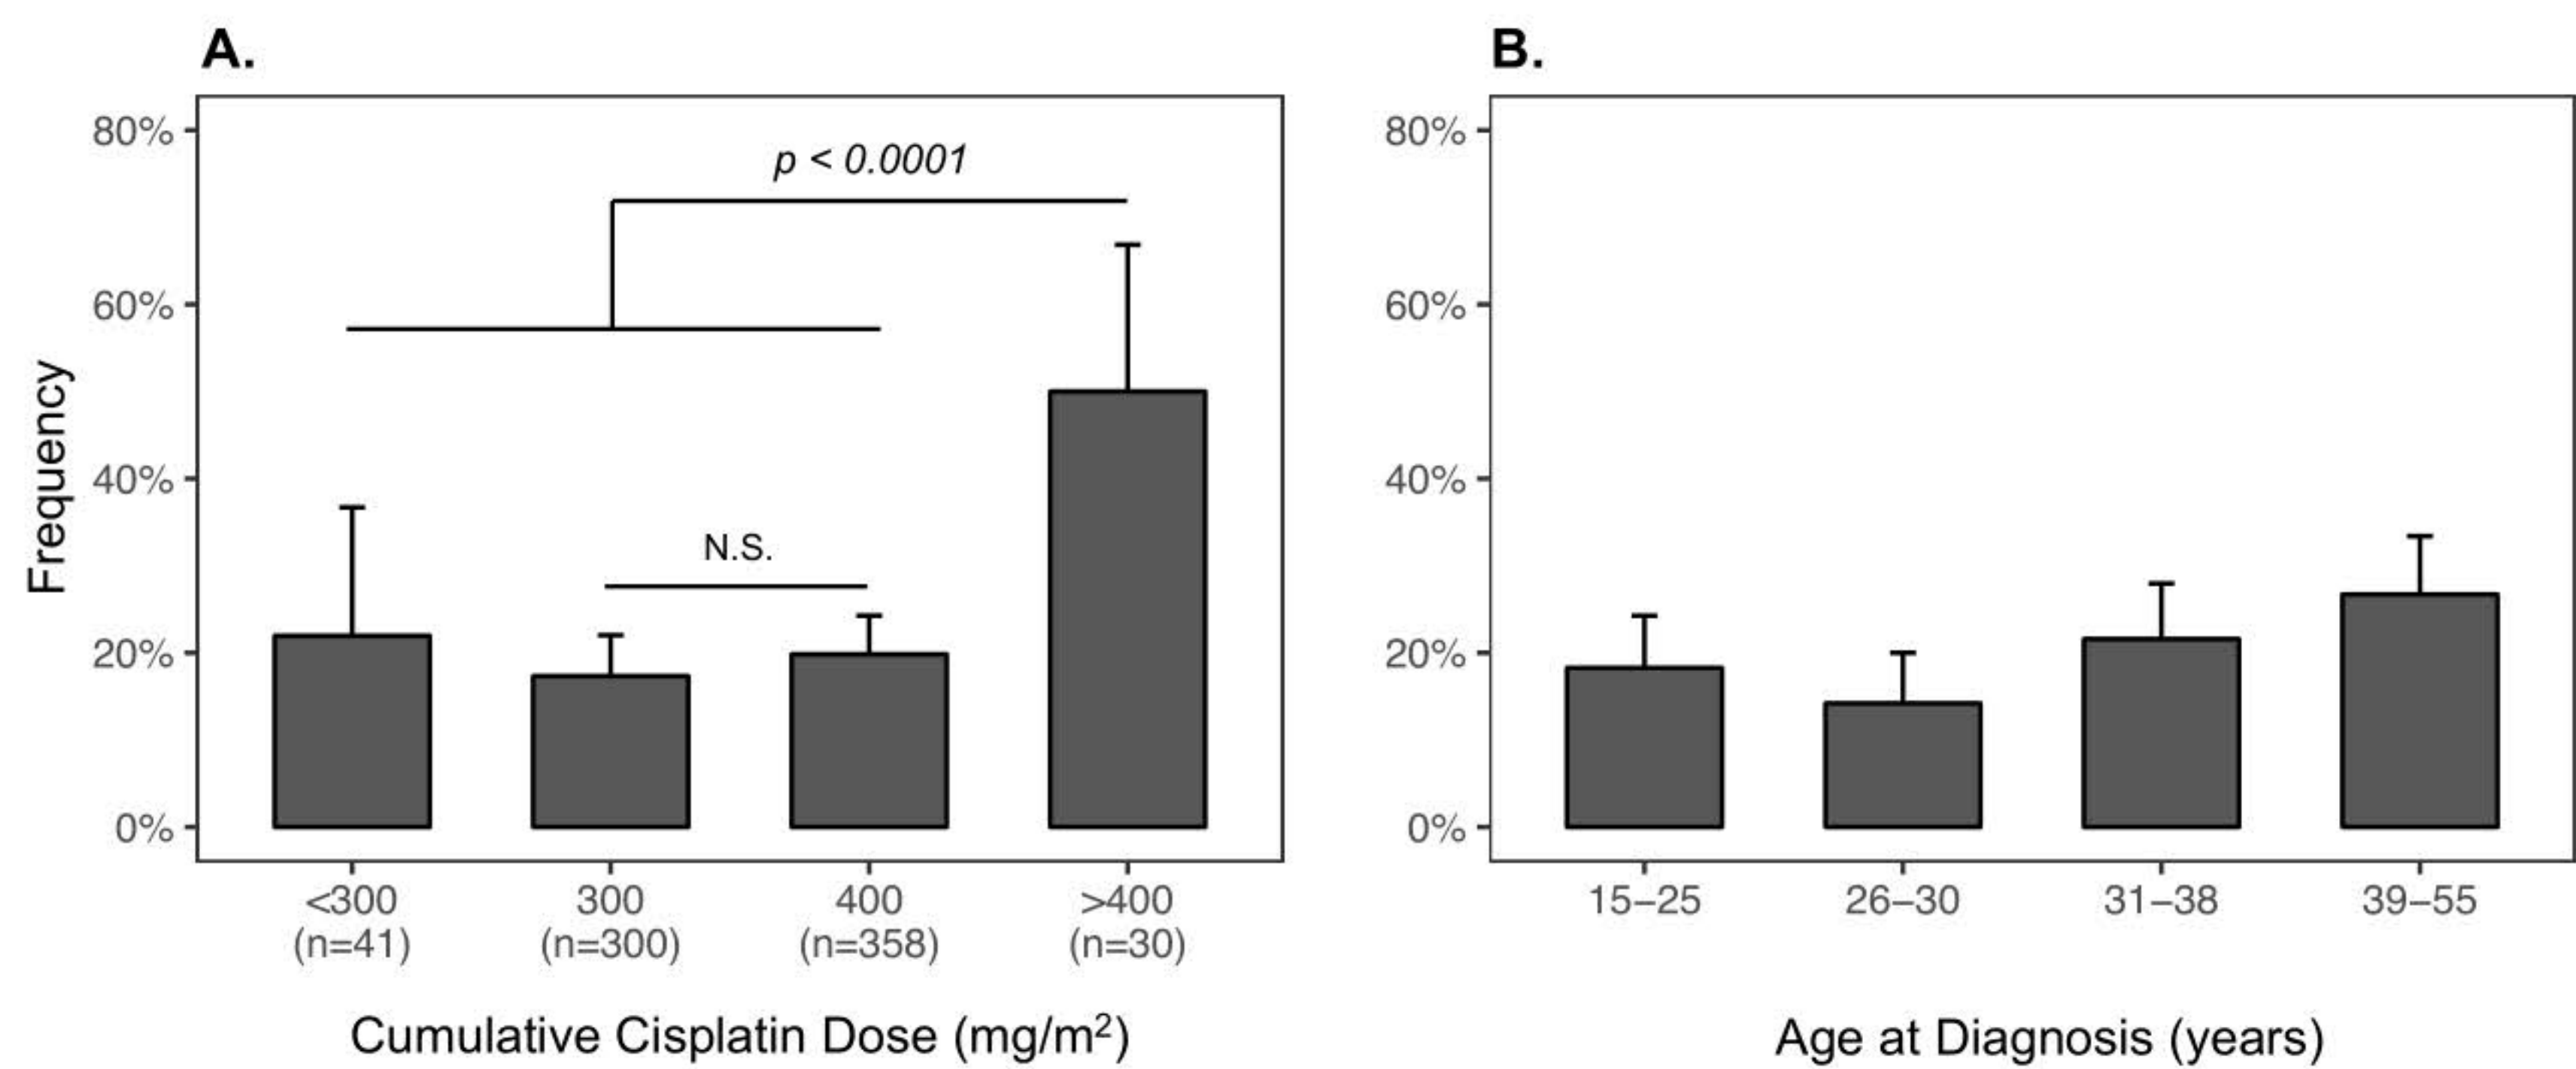 A.
80%
60%
40%
20%
0%
Frequency
p < 0.0001
N.S.
<300 300 400 >400
(n=41) (n=300) (n=358) (n=30)
Cumulative Cisplatin Dose (mg/m²)
B.
80%
60%
40%
20%
0%
15–25 26–30 31–38 39–55
Age at Diagnosis (years)